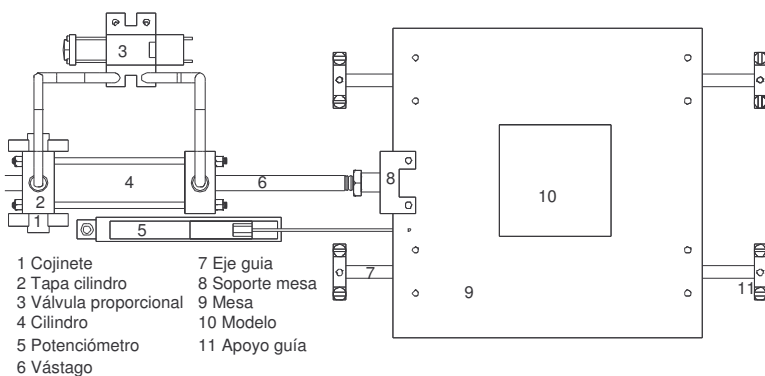 3
8
2
4
6
10
1
5
7
9
11
1 Cojinete
2 Tapa cilindro
3 Válvula proporcional
4 Cilindro
5 Potenciómetro
6 Vástago
7 Eje guia
8 Soporte mesa
9 Mesa
10 Modelo
11 Apoyo guía